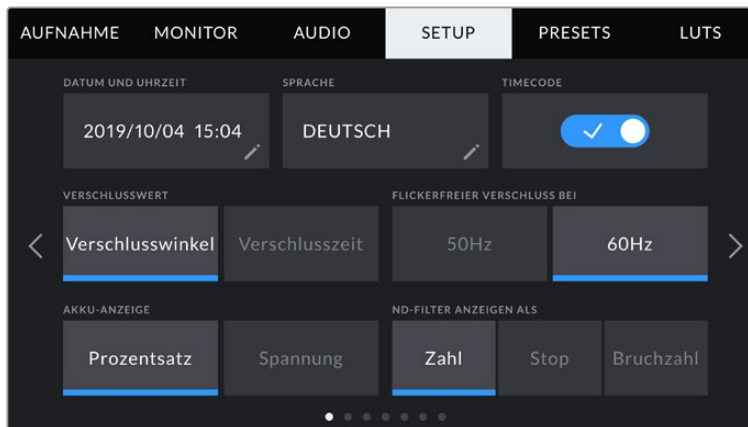 AUFNAHME MONITOR AUDIO SETUP PRESETS LUTS
DATUM UND UHRZEIT SPRACHE TIMECODE
2019/10/04 15:04 DEUTSCH
VERSCHLUSSWERT FLICKERFREIER VERSCHLUSS BEI
Verschlusswinkel Verschlusszeit 50Hz 60Hz
AKKU-ANZEIGE ND-FILTER ANZEIGEN ALS
Prozentsatz Spannung Zahl Stop Bruchzahl